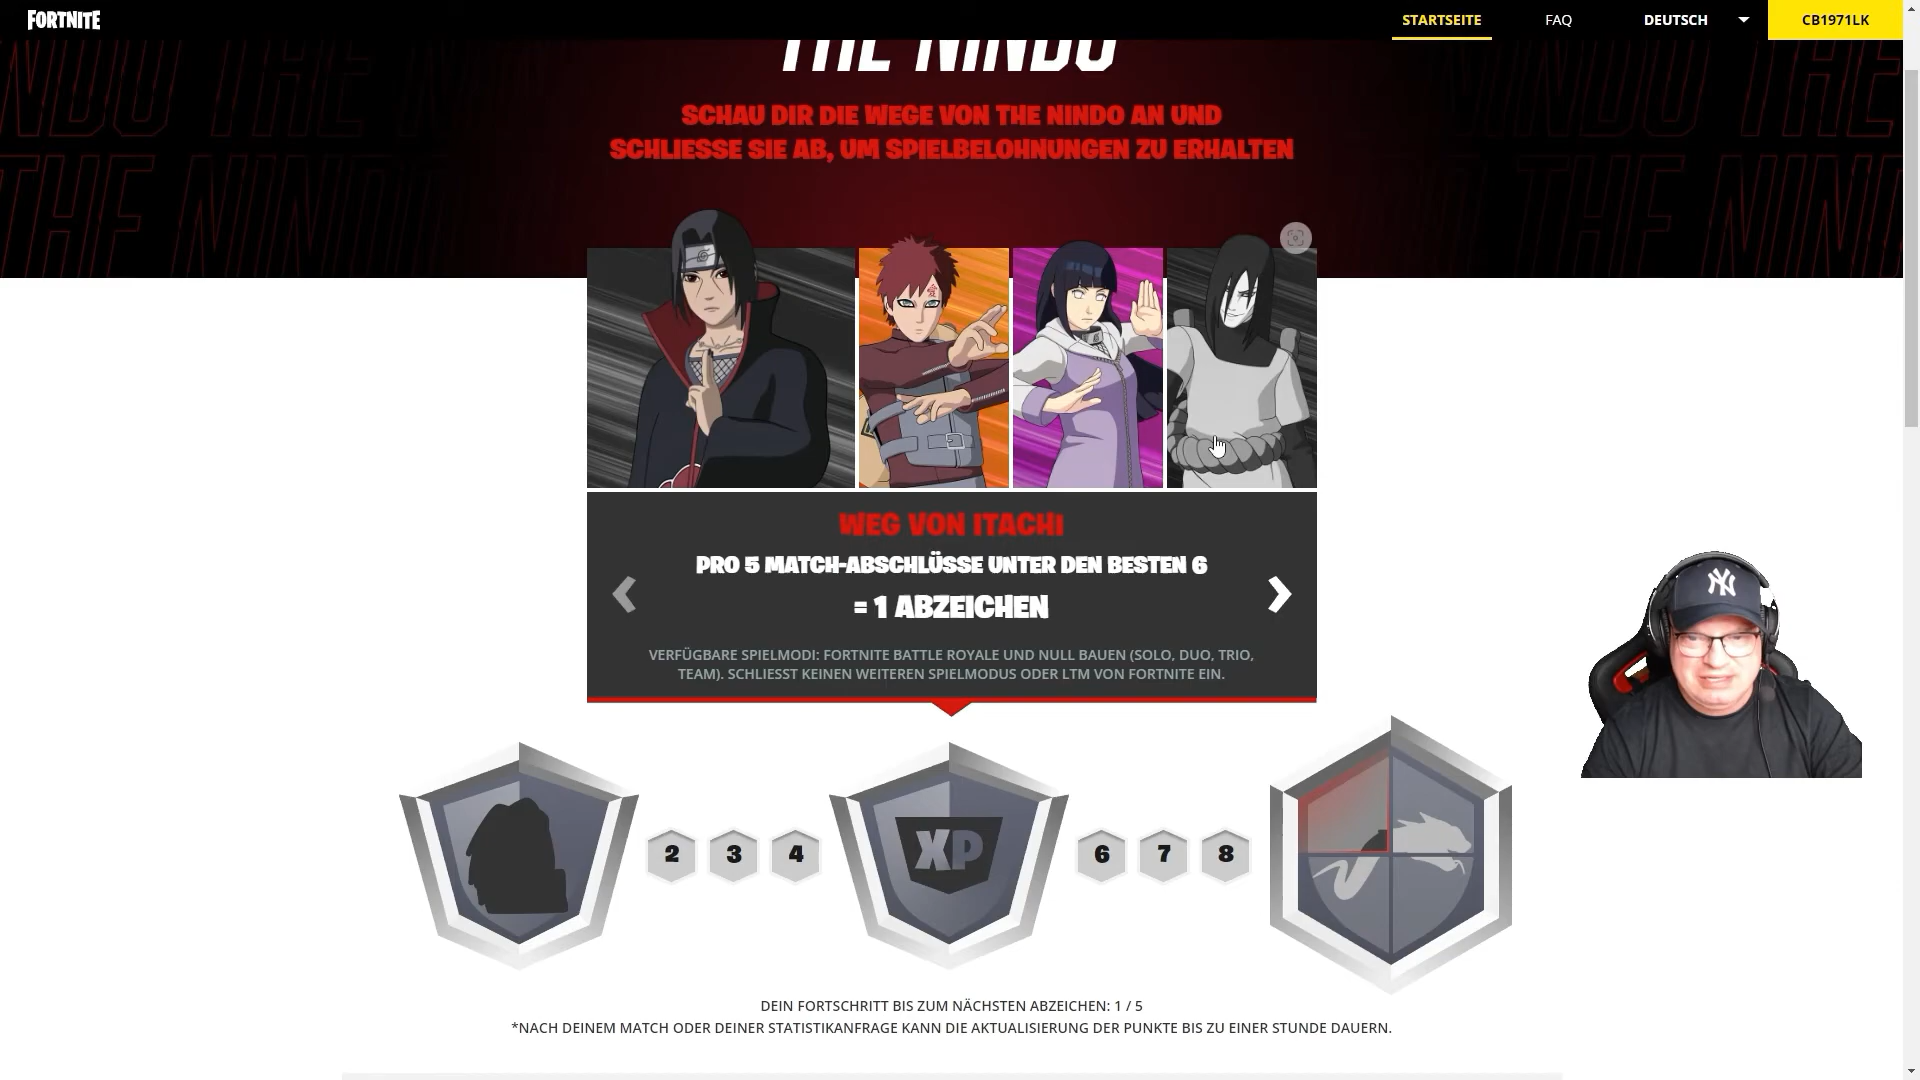 FORTNITE
STARTSEITE
FAQ
DEUTSCH
CB1971LK
THE NINDO
SCHAU DIR DIE WEGE VON THE NINDO AN UND
SCHLIESSE SIE AB, UM SPIELBELOHNUNGEN ZU ERHALTEN
WEG VON ITACHI
PRO 5 MATCH-ABSCHLÜSSE UNTER DEN BESTEN 6
= 1 ABZEICHEN
VERFÜGBARE SPIELMODI: FORTNITE BATTLE ROYALE UND NULL BAUEN (SOLO, DUO, TRIO,
TEAM). SCHLIESST KEINEN WEITEREN SPIELMODUS ODER LTM VON FORTNITE EIN.
2
3
4
XP
6
7
8
DEIN FORTSCHRITT BIS ZUM NÄCHSTEN ABZEICHEN: 1 / 5
*NACH DEINEM MATCH ODER DEINER STATISTIKANFRAGE KANN DIE AKTUALISIERUNG DER PUNKTE BIS ZU EINER STUNDE DAUERN.
NY